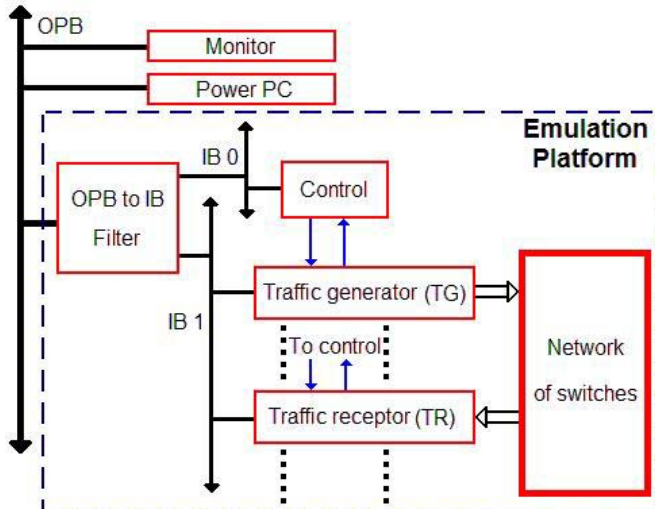 OPB
Monitor
Power PC
Emulation
Platform
IB 0
OPB to IB
Filter
Control
Traffic generator (TG)
IB 1
To control
Network
of switches
Traffic receptor (TR)